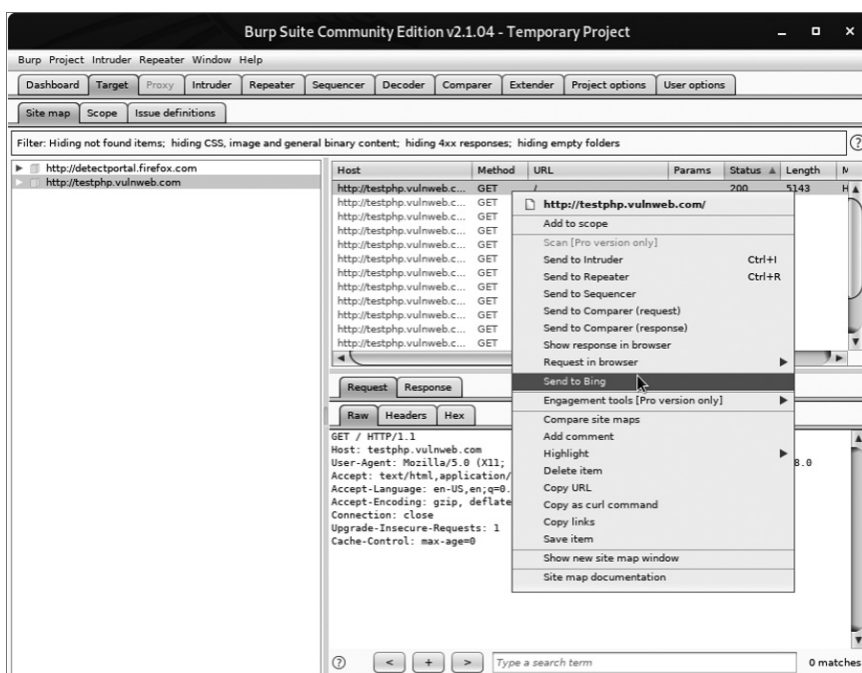 Burp Suite Community Edition v2.1.04 - Temporary Project
Burp Project Intruder Repeater Window Help
Dashboard Target Proxy Intruder Repeater Sequencer Decoder Comparer Extender Project options User options
Site map Scope Issue definitions
Filter: Hiding not found items; hiding CSS, image and general binary content; hiding 4xx responses; hiding empty folders
http://detectportal.firefox.com
http://testphp.vulnweb.com
Host Method URL Params Status Length M
http://testphp.vulnweb.c... GET / 200 5143 H
http://testphp.vulnweb.c... GET
http://testphp.vulnweb.c... GET
http://testphp.vulnweb.c... GET
http://testphp.vulnweb.c... GET
http://testphp.vulnweb.c... GET
http://testphp.vulnweb.c... GET
http://testphp.vulnweb.c... GET
http://testphp.vulnweb.c... GET
http://testphp.vulnweb.c... GET
http://testphp.vulnweb.c... GET
http://testphp.vulnweb.c... GET
http://testphp.vulnweb.com/
Add to scope
Scan [Pro version only]
Send to Intruder Ctrl+I
Send to Repeater Ctrl+R
Send to Sequencer
Send to Comparer (request)
Send to Comparer (response)
Show response in browser
Request in browser
Send to Bing
Engagement tools [Pro version only]
Compare site maps
Add comment
Highlight
Delete item
Copy URL
Copy as curl command
Copy links
Save item
Show new site map window
Site map documentation
Request Response
Raw Headers Hex
GET / HTTP/1.1
Host: testphp.vulnweb.com
User-Agent: Mozilla/5.0 (X11; 8.0
Accept: text/html,application/
Accept-Language: en-US,en;q=0.
Accept-Encoding: gzip, deflate
Connection: close
Upgrade-Insecure-Requests: 1
Cache-Control: max-age=0
? < + > Type a search term 0 matches